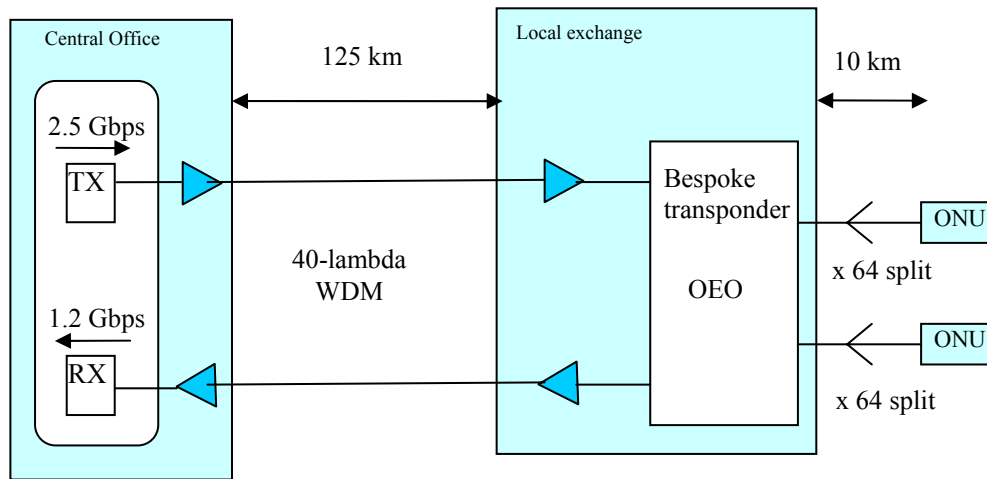 Central Office
Local exchange
125 km
10 km
2.5 Gbps
TX
Bespoke
transponder
ONU
x 64 split
40-lambda
WDM
OEO
1.2 Gbps
RX
ONU
x 64 split